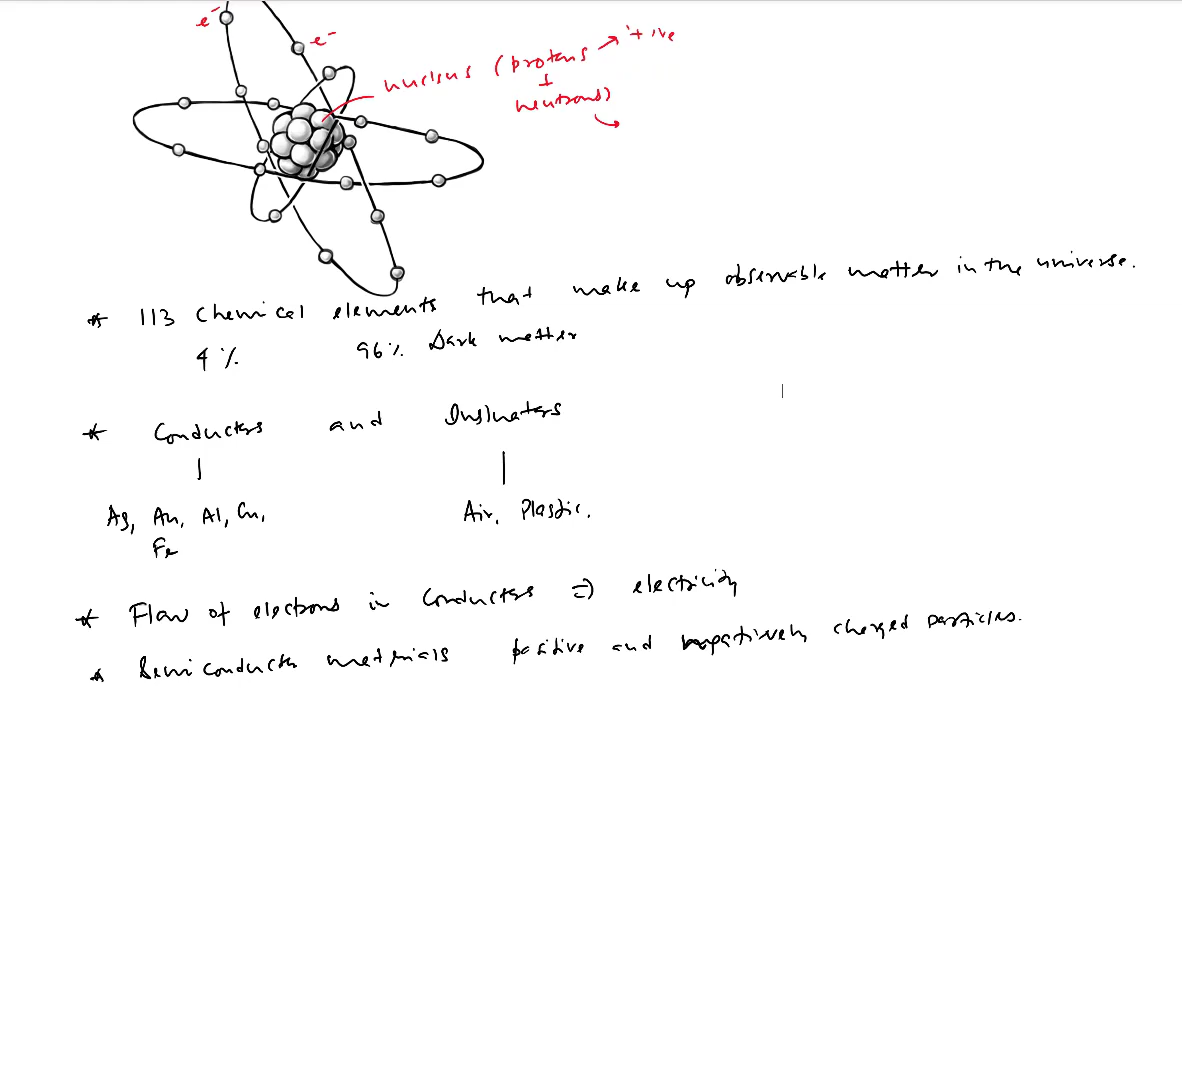 e⁻
e⁻
nucleus (protons → '+ive
+
neutrons)
* 113 chemical elements that make up observable matter in the universe.
4 % 96 % Dark matter
* Conductors and Insulators
Ag, Au, Al, Cu,
Fe
Air, Plastic.
* Flow of electrons in conductors ⇒ electricity
* Semiconductor materials positive and negatively charged particles.